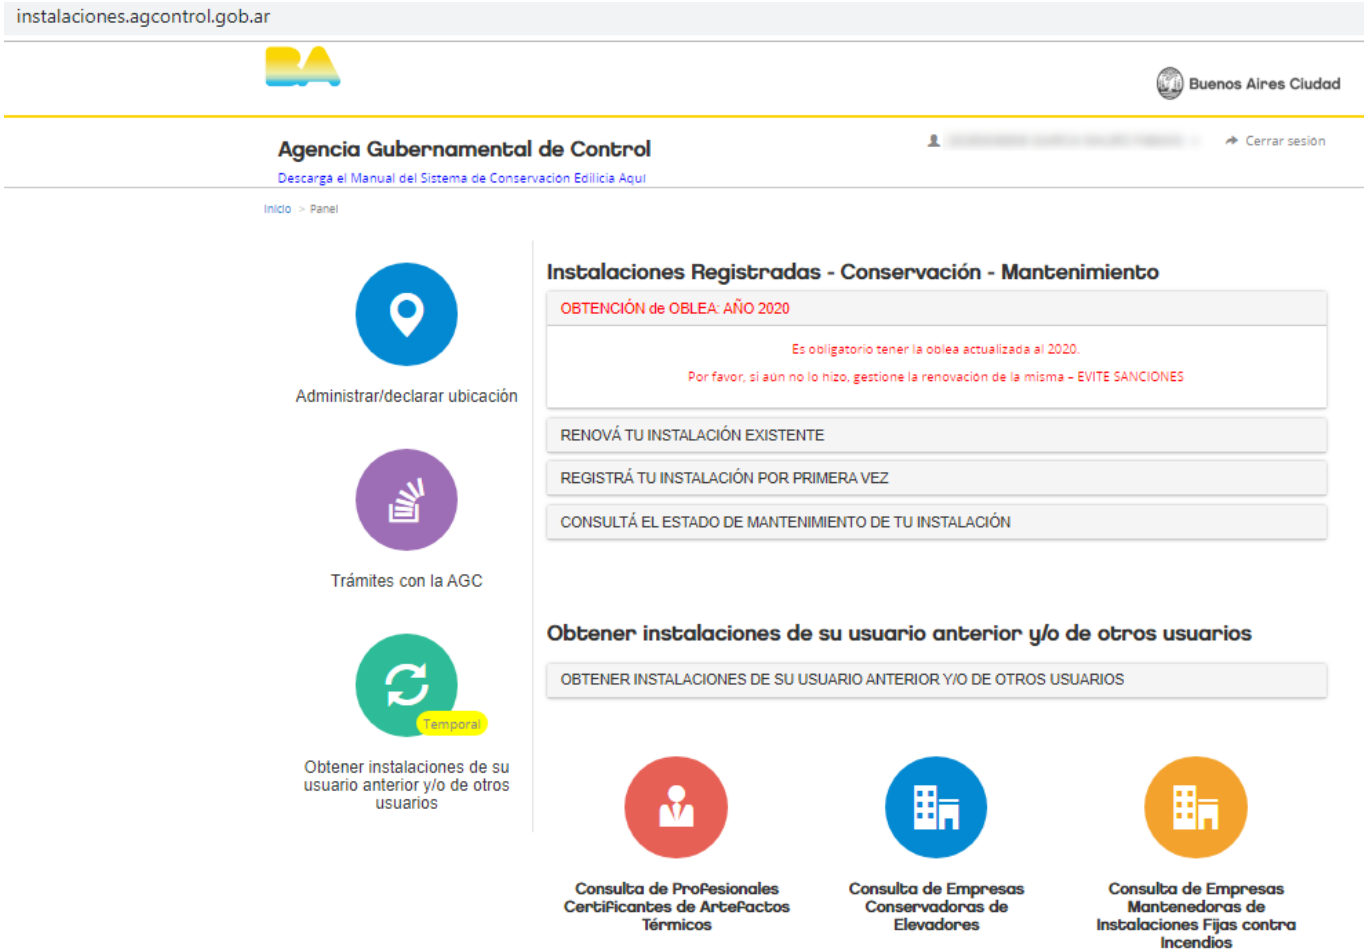 instalaciones.agcontrol.gob.ar
BA
Buenos Aires Ciudad
Agencia Gubernamental de Control
Cerrar sesión
Descargá el Manual del Sistema de Conservación Edilicia Aquí
Inicio > Panel
Administrar/declarar ubicación
Trámites con la AGC
Temporal
Obtener instalaciones de su
usuario anterior y/o de otros
usuarios
Instalaciones Registradas - Conservación - Mantenimiento
OBTENCIÓN de OBLEA: AÑO 2020
Es obligatorio tener la oblea actualizada al 2020.
Por favor, si aún no lo hizo, gestione la renovación de la misma – EVITE SANCIONES
RENOVÁ TU INSTALACIÓN EXISTENTE
REGISTRÁ TU INSTALACIÓN POR PRIMERA VEZ
CONSULTÁ EL ESTADO DE MANTENIMIENTO DE TU INSTALACIÓN
Obtener instalaciones de su usuario anterior y/o de otros usuarios
OBTENER INSTALACIONES DE SU USUARIO ANTERIOR Y/O DE OTROS USUARIOS
Consulta de Profesionales
Certificantes de Artefactos
Térmicos
Consulta de Empresas
Conservadoras de
Elevadores
Consulta de Empresas
Mantenedoras de
Instalaciones Fijas contra
Incendios